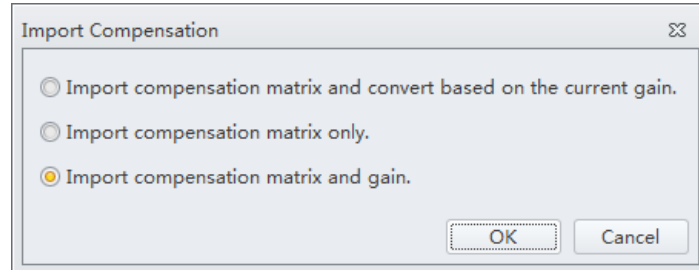 Import Compensation
Import compensation matrix and convert based on the current gain.
Import compensation matrix only.
Import compensation matrix and gain.
OK Cancel